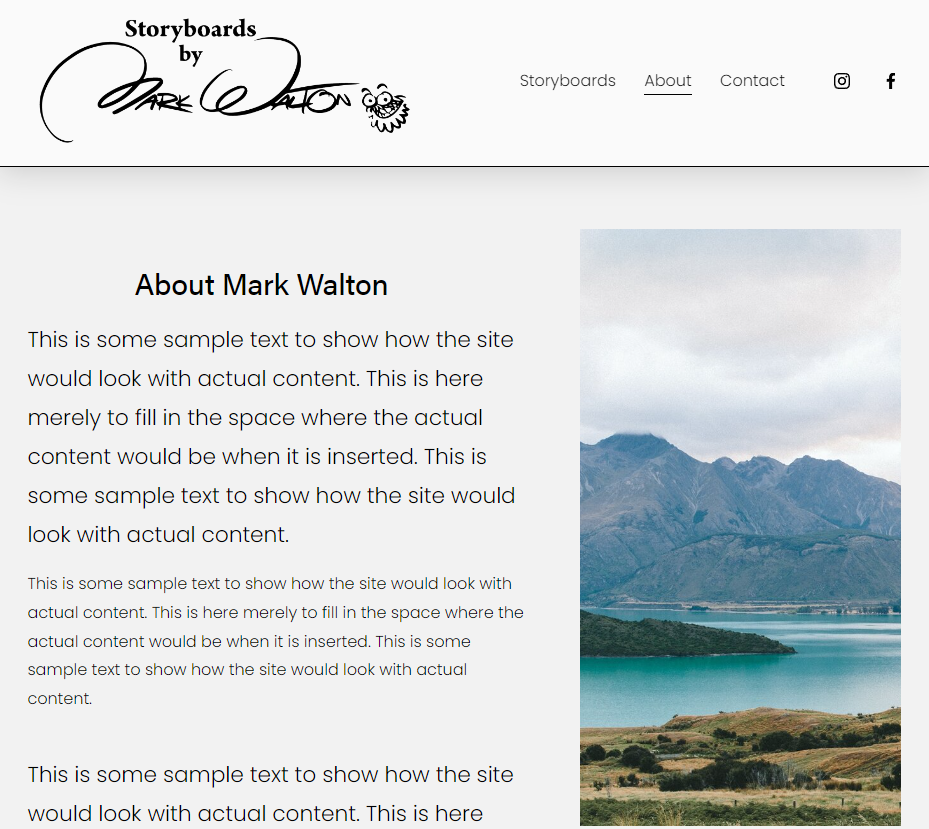 Storyboards
by
Mark Walton
Storyboards About Contact
About Mark Walton
This is some sample text to show how the site
would look with actual content. This is here
merely to fill in the space where the actual
content would be when it is inserted. This is
some sample text to show how the site would
look with actual content.
This is some sample text to show how the site would look with
actual content. This is here merely to fill in the space where the
actual content would be when it is inserted. This is some
sample text to show how the site would look with actual
content.
This is some sample text to show how the site
would look with actual content. This is here